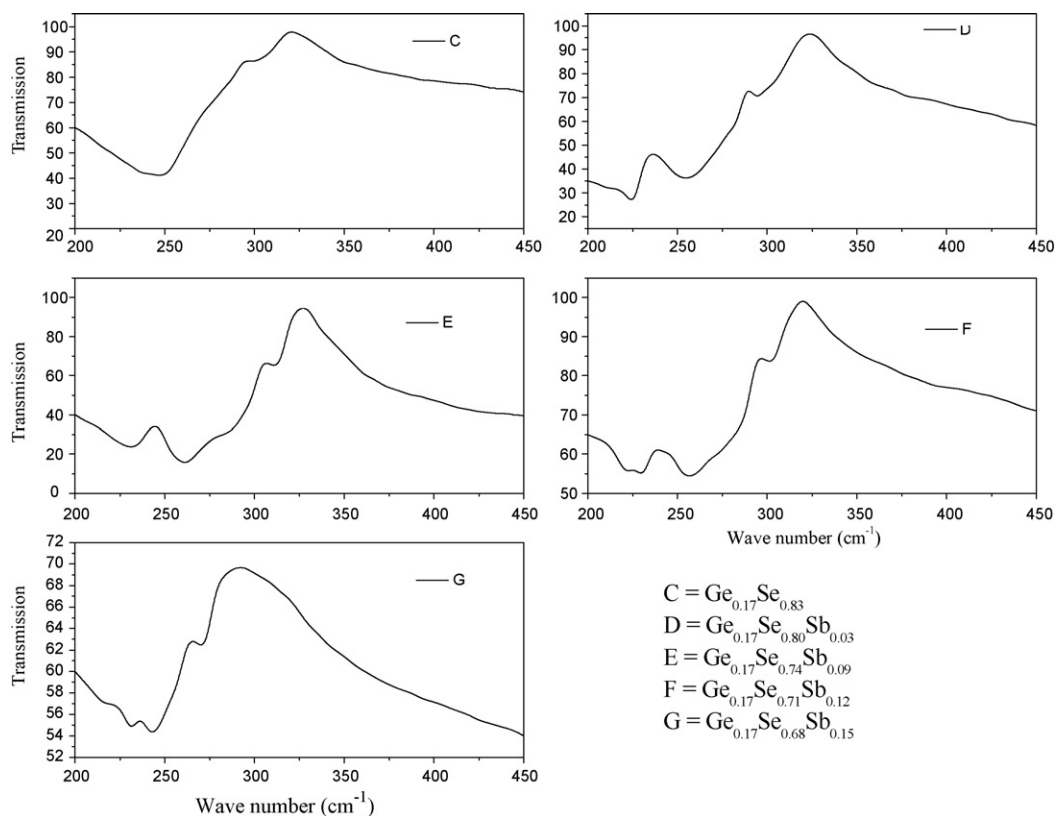 C
Transmission
100
90
80
70
60
50
40
30
20
200 250 300 350 400 450
D
Transmission
100
90
80
70
60
50
40
30
20
200 250 300 350 400 450
E
Transmission
100
80
60
40
20
0
200 250 300 350 400 450
F
Transmission
100
90
80
70
60
50
200 250 300 350 400 450
Wave number (cm⁻¹)
G
Transmission
72
70
68
66
64
62
60
58
56
54
52
200 250 300 350 400 450
Wave number (cm⁻¹)
C = Ge₀.₁₇Se₀.₈₃
D = Ge₀.₁₇Se₀.₈₀Sb₀.₀₃
E = Ge₀.₁₇Se₀.₇₄Sb₀.₀₉
F = Ge₀.₁₇Se₀.₇₁Sb₀.₁₂
G = Ge₀.₁₇Se₀.₆₈Sb₀.₁₅